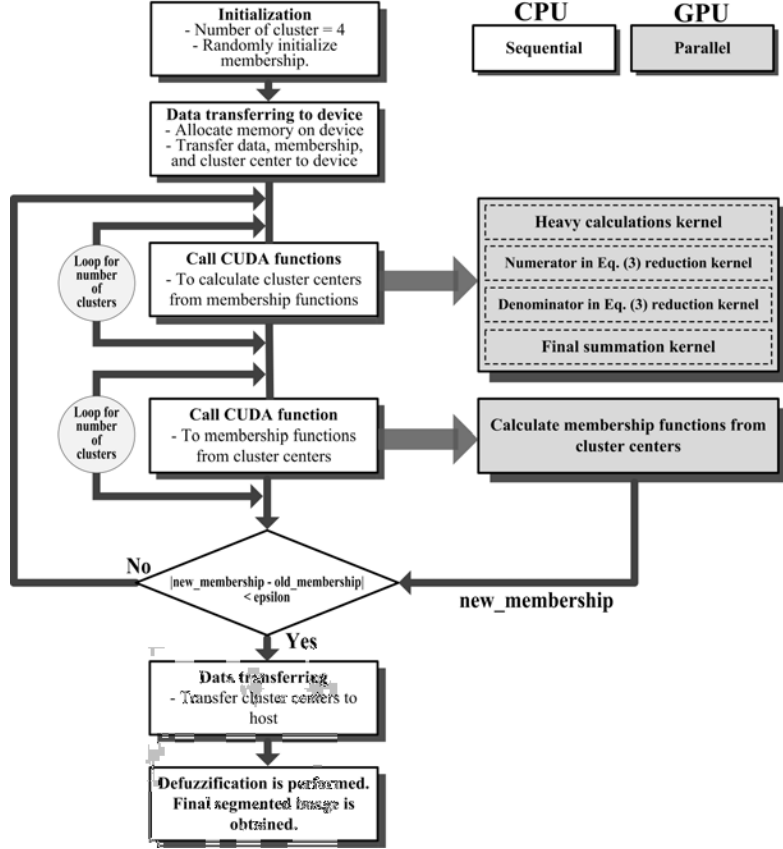 Initialization
- Number of cluster = 4
- Randomly initialize
membership.
CPU
GPU
Sequential
Parallel
Data transferring to device
- Allocate memory on device
- Transfer data, membership,
and cluster center to device
Loop for
number
of
clusters
Call CUDA functions
- To calculate cluster centers
from membership functions
Heavy calculations kernel
Numerator in Eq. (3) reduction kernel
Denominator in Eq. (3) reduction kernel
Final summation kernel
Loop for
number
of
clusters
Call CUDA function
- To membership functions
from cluster centers
Calculate membership functions from
cluster centers
No
|new_membership - old_membership|
< epsilon
new_membership
Yes
Data transferring
- Transfer cluster centers to
host
Defuzzification is performed.
Final segmented image is
obtained.